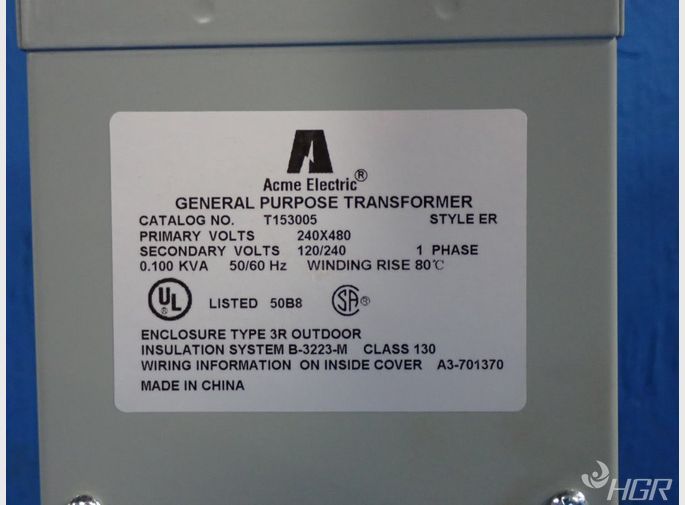 Acme Electric®
GENERAL PURPOSE TRANSFORMER
CATALOG NO. T153005 STYLE ER
PRIMARY VOLTS 240X480
SECONDARY VOLTS 120/240 1 PHASE
0.100 KVA 50/60 Hz WINDING RISE 80℃
UL® LISTED 50B8 SA®
ENCLOSURE TYPE 3R OUTDOOR
INSULATION SYSTEM B-3223-M CLASS 130
WIRING INFORMATION ON INSIDE COVER A3-701370
MADE IN CHINA
HGR